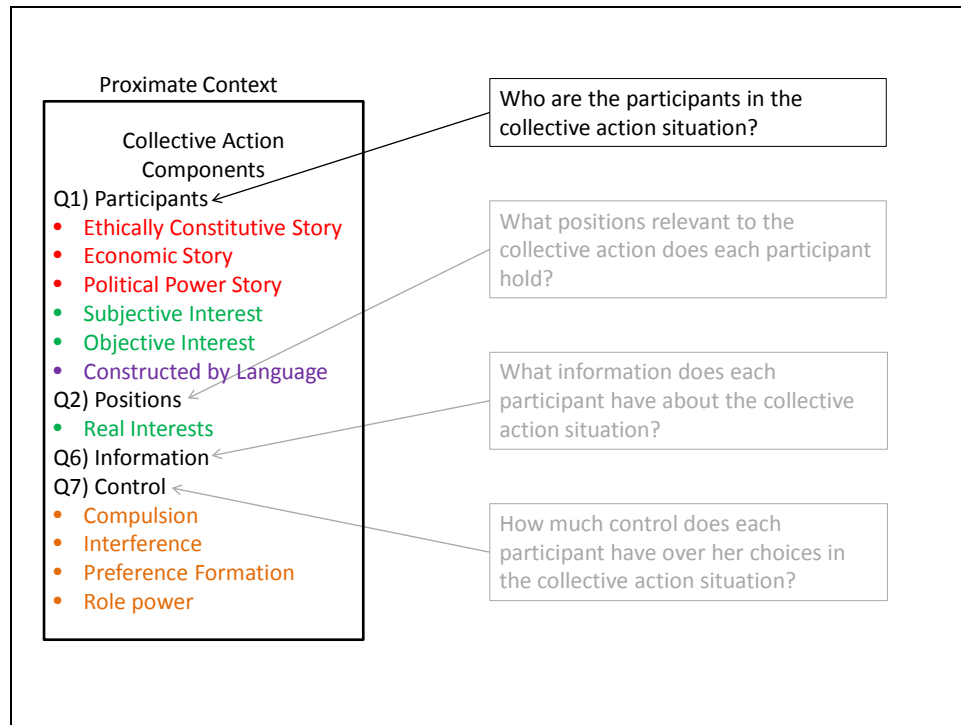 Proximate Context
Collective Action
Components
Q1) Participants
• Ethically Constitutive Story
• Economic Story
• Political Power Story
• Subjective Interest
• Objective Interest
• Constructed by Language
Q2) Positions
• Real Interests
Q6) Information
Q7) Control
• Compulsion
• Interference
• Preference Formation
• Role power
Who are the participants in the
collective action situation?
What positions relevant to the
collective action does each participant
hold?
What information does each
participant have about the collective
action situation?
How much control does each
participant have over her choices in
the collective action situation?